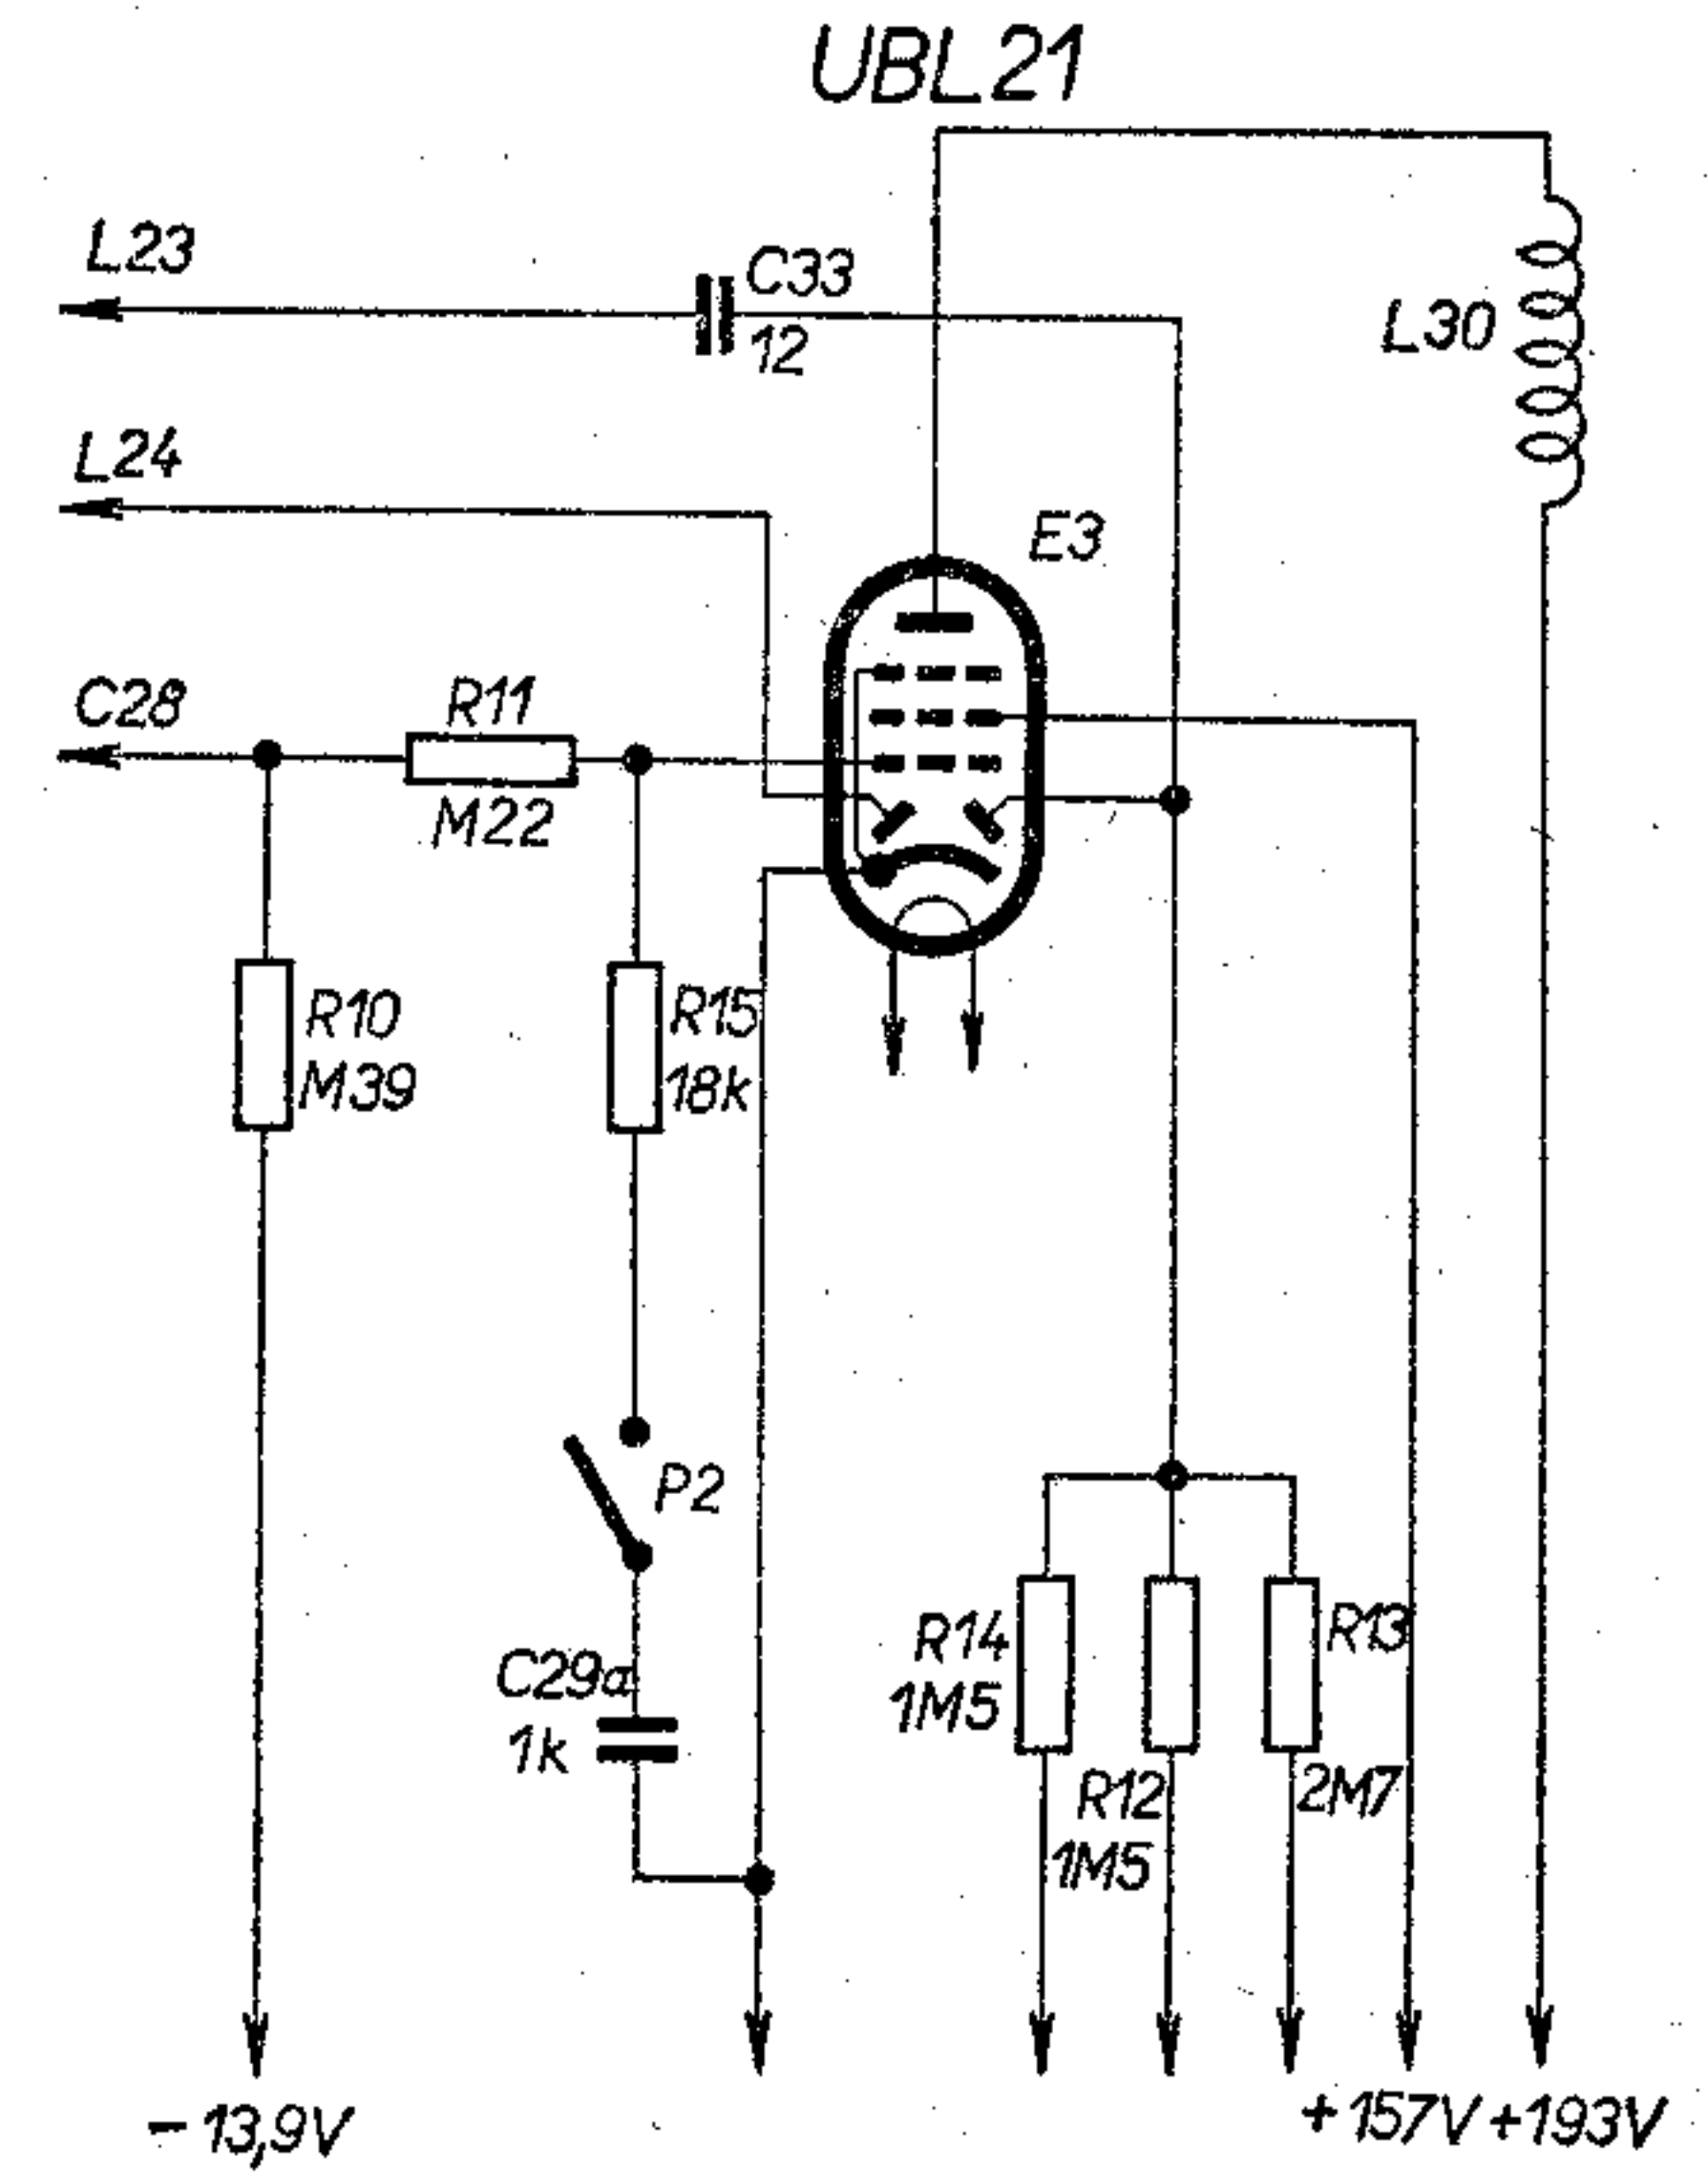 UBL21
L23
C33
12
L30
L24
E3
C28
R11
M22
R10
M39
R15
18k
P2
C29a
1k
R14
1M5
R12
1M5
R13
2M7
-13,9V
+157V +193V